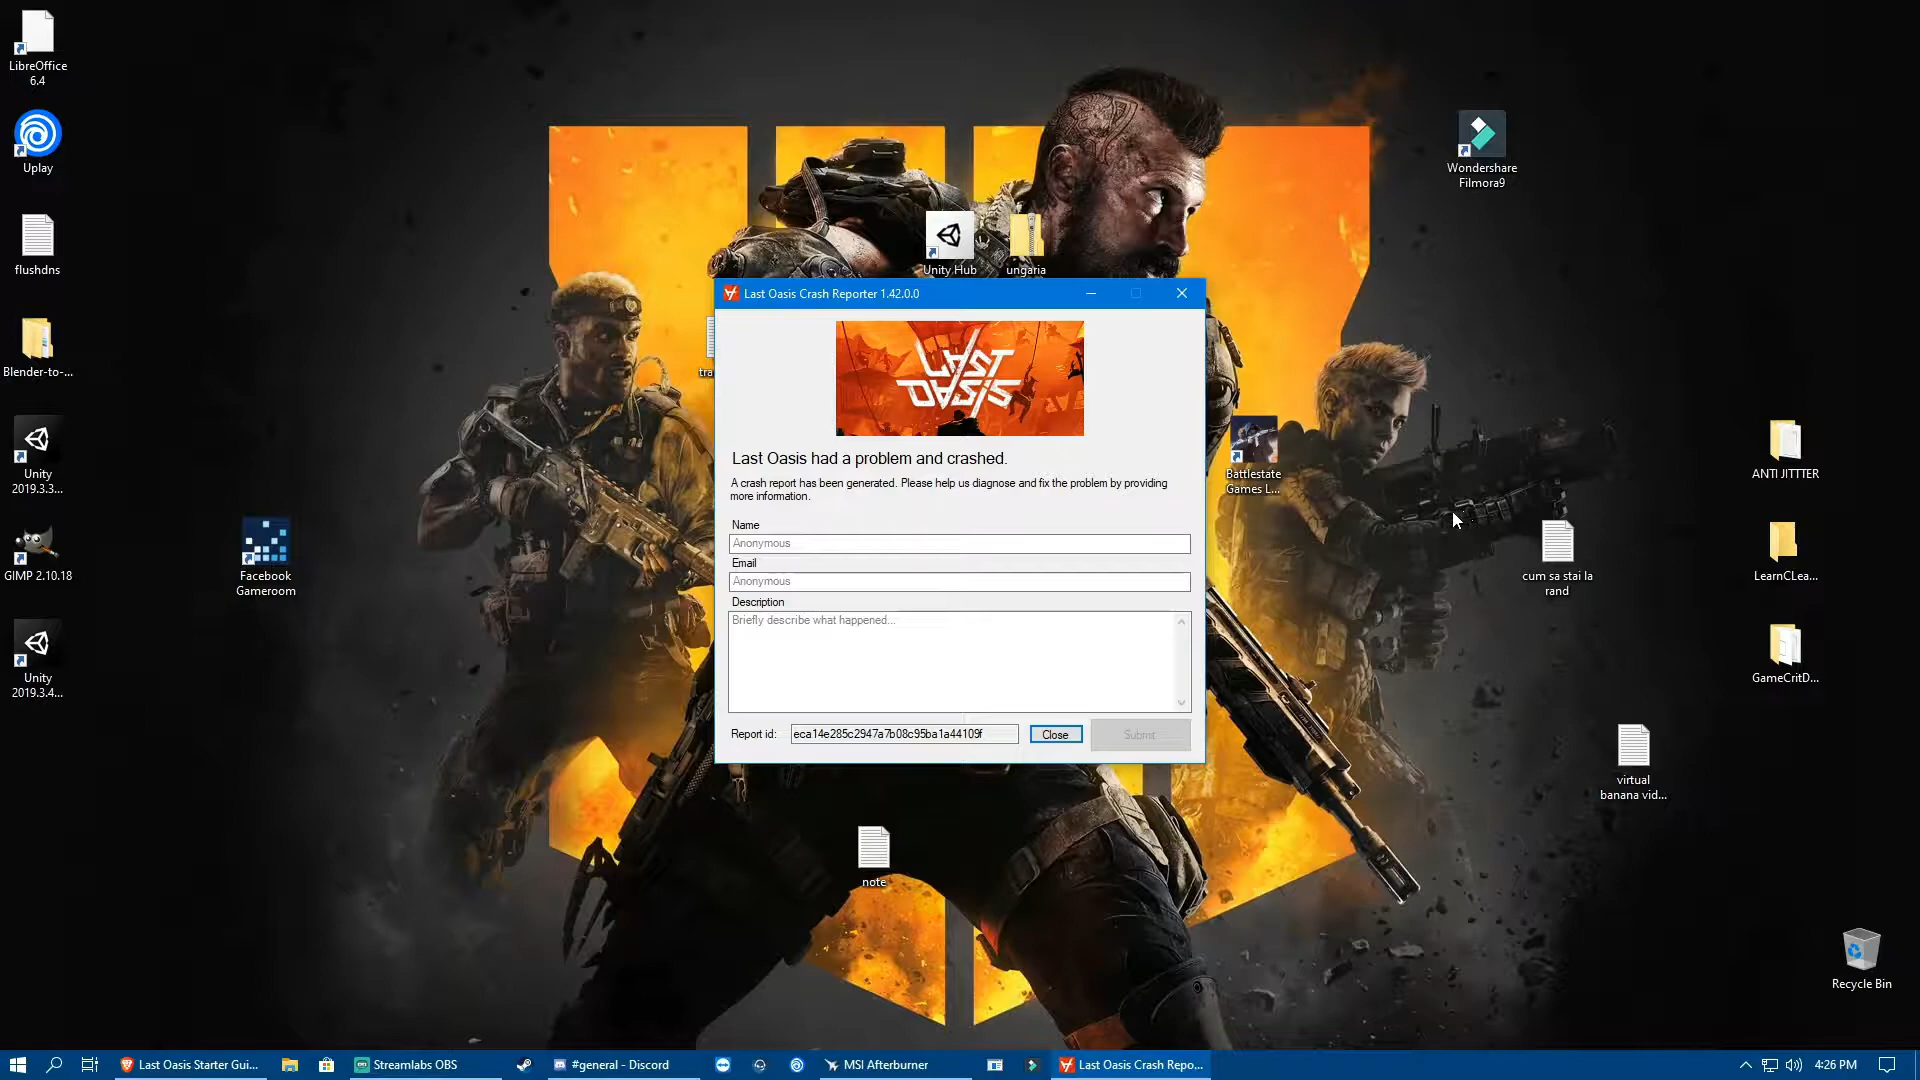 LibreOffice
6.4
Uplay
flushdns
Blender-to-...
Unity
2019.3.3...
GIMP 2.10.18
Unity
2019.3.4...
Facebook
Gameroom
Unity Hub
ungaria
Wondershare
Filmora9
tra
Last Oasis Crash Reporter 1.42.0.0
LAST
OASIS
Last Oasis had a problem and crashed.
A crash report has been generated. Please help us diagnose and fix the problem by providing
more information.
Name
Anonymous
Email
Anonymous
Description
Briefly describe what happened...
Report id:
eca14e285c2947a7b08c95ba1a44109f
Close
Submit
Battlestate
Games L...
cum sa stai la
rand
ANTI JITTTER
LearnCLea...
GameCritD...
virtual
banana vid...
note
Recycle Bin
Last Oasis Starter Gui...
Streamlabs OBS
#general - Discord
MSI Afterburner
Last Oasis Crash Repo...
4:26 PM